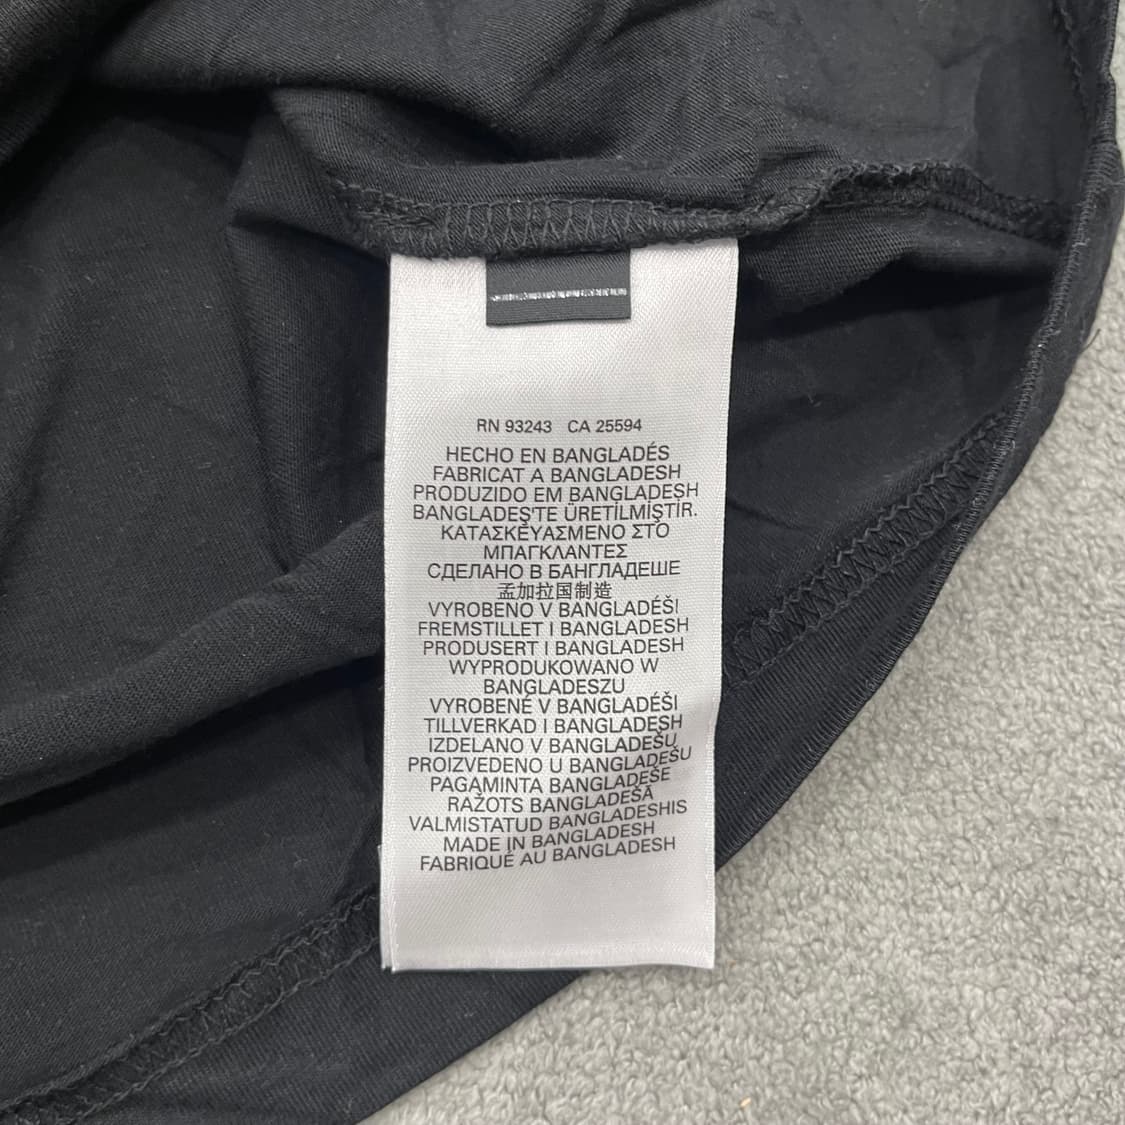 RN 93243 CA 25594
HECHO EN BANGLADÉS
FABRICAT A BANGLADESH
PRODUZIDO EM BANGLADESH
BANGLADEŞ'TE ÜRETİLMİŞTİR.
ΚΑΤΑΣΚΕΥΑΣΜΕΝΟ ΣΤΟ
ΜΠΑΓΚΛΑΝΤΕΣ
СДЕЛАНО В БАНГЛАДЕШЕ
孟加拉国制造
VYROBENO V BANGLADÉŠI
FREMSTILLET I BANGLADESH
PRODUSERT I BANGLADESH
WYPRODUKOWANO W
BANGLADESZU
VYROBENÉ V BANGLADÉŠI
TILLVERKAD I BANGLADESH
IZDELANO V BANGLADEŠU
PROIZVEDENO U BANGLADEŠU
PAGAMINTA BANGLADEŠE
RAŽOTS BANGLADEŠĀ
VALMISTATUD BANGLADESHIS
MADE IN BANGLADESH
FABRIQUÉ AU BANGLADESH